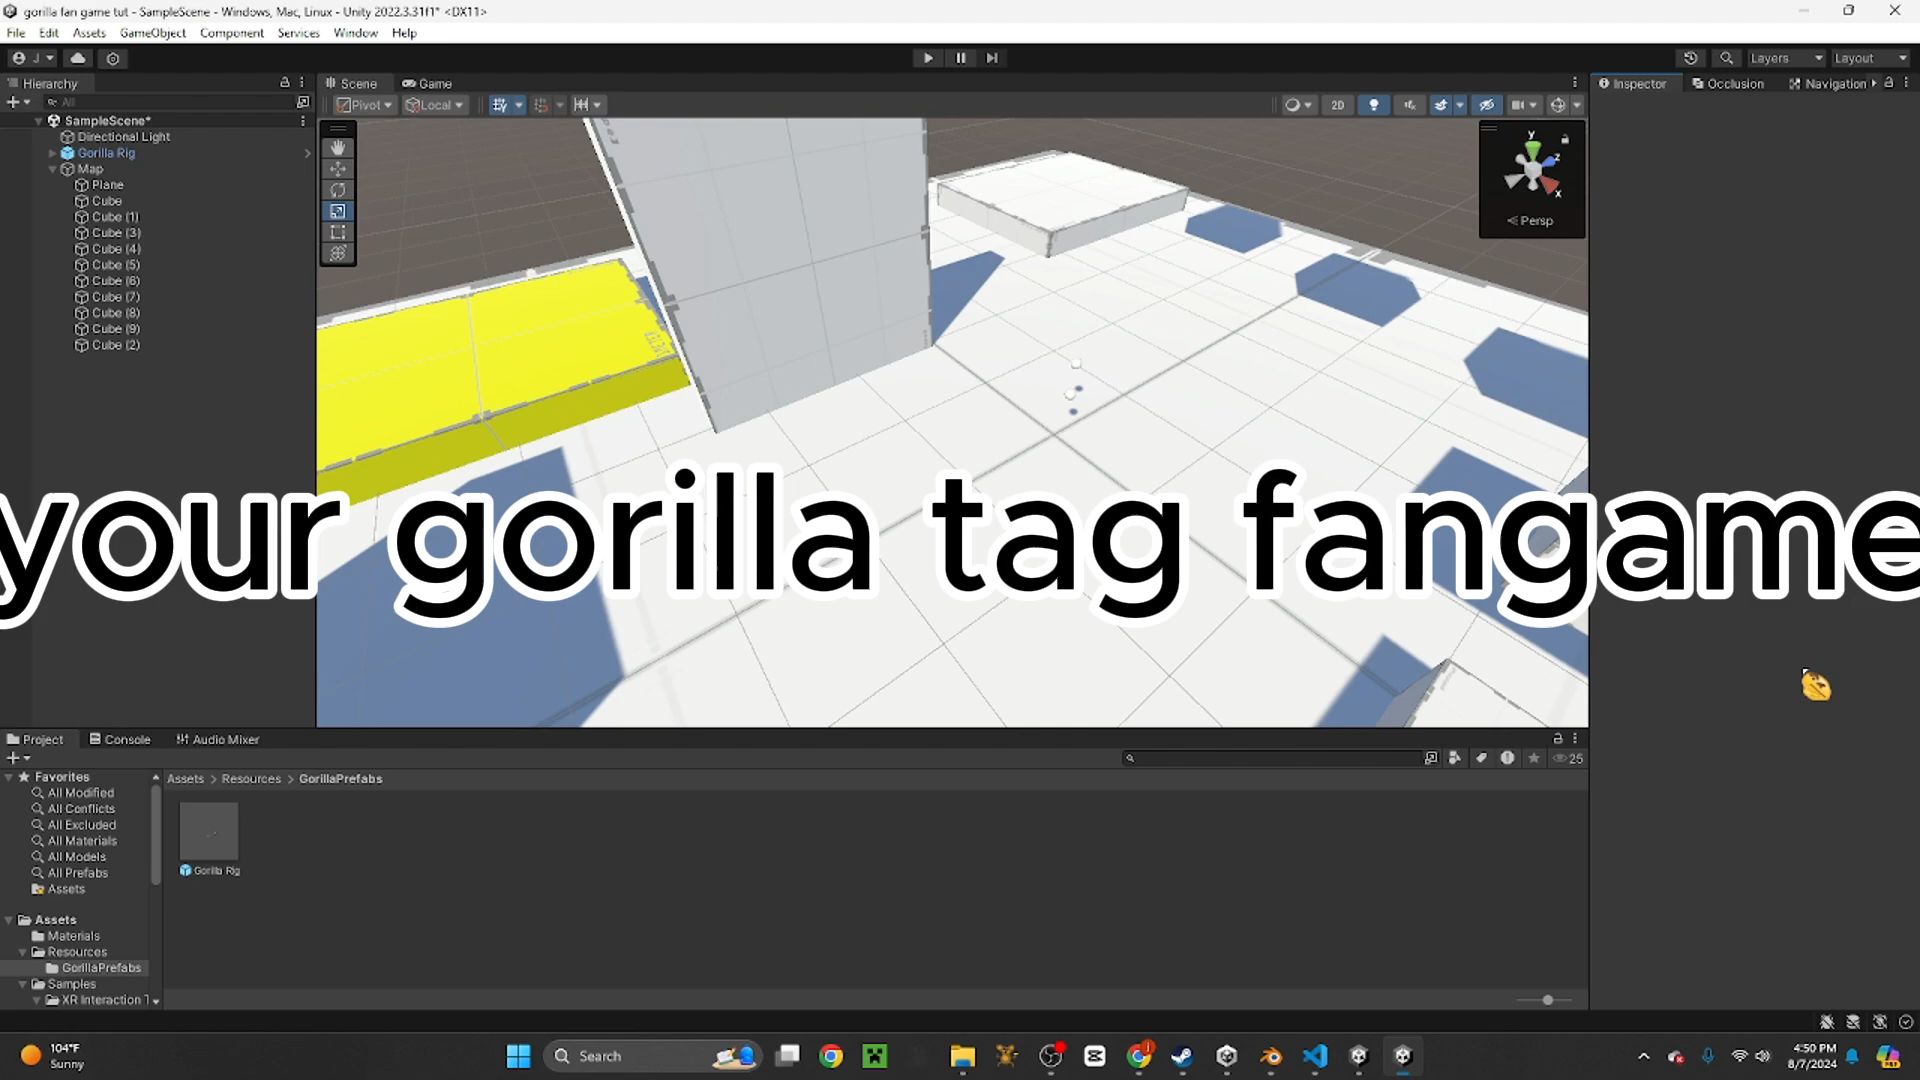 gorilla fan game tut - SampleScene - Windows, Mac, Linux - Unity 2022.3.31f1* <DX11>
File Edit Assets GameObject Component Services Window Help
J Layers Layout
Hierarchy
Scene Game
Inspector Occlusion Navigation
All
Pivot Local 2D
SampleScene*
Directional Light
Gorilla Rig
Map
Plane
Cube
Cube (1)
Cube (3)
Cube (4)
Cube (5)
Cube (6)
Cube (7)
Cube (8)
Cube (9)
Cube (2)
y
z
x
Persp
your gorilla tag fangame
Project Console Audio Mixer
25
Favorites
All Modified
All Conflicts
All Excluded
All Materials
All Models
All Prefabs
Assets
Assets
Materials
Resources
GorillaPrefabs
Samples
XR Interaction T
Assets > Resources > GorillaPrefabs
Gorilla Rig
104°F
Sunny
Search
4:50 PM
8/7/2024